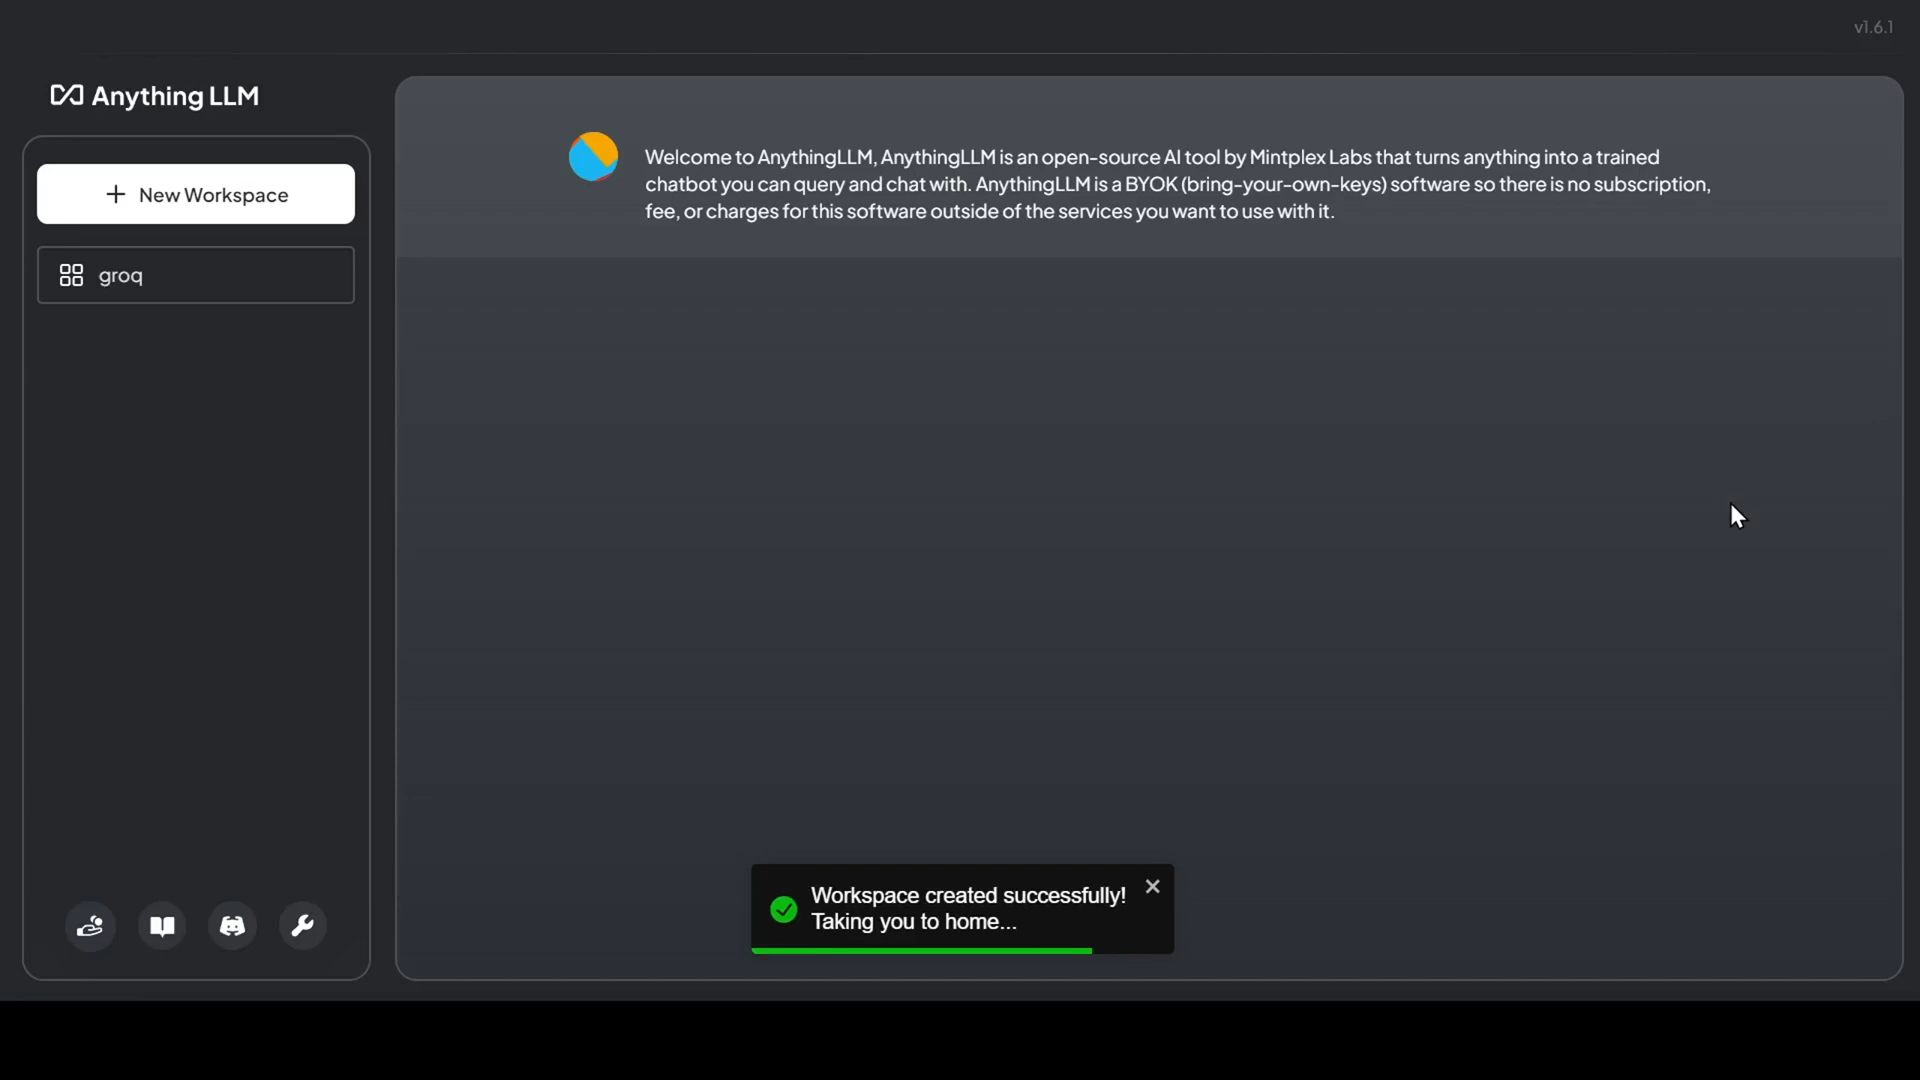 v1.6.1
Anything LLM
New Workspace
groq
Welcome to AnythingLLM, AnythingLLM is an open-source AI tool by Mintplex Labs that turns anything into a trained
chatbot you can query and chat with. AnythingLLM is a BYOK (bring-your-own-keys) software so there is no subscription,
fee, or charges for this software outside of the services you want to use with it.
Workspace created successfully!
Taking you to home...